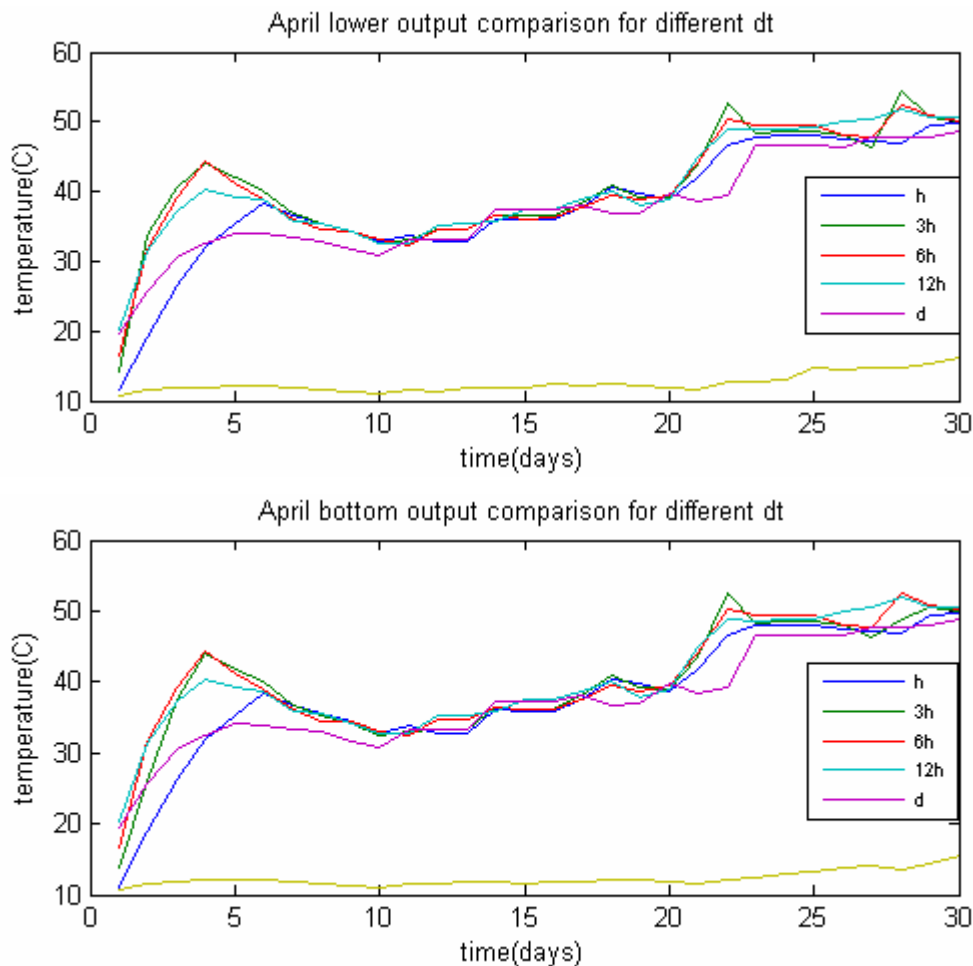 April lower output comparison for different dt
60
50
40
30
20
10
temperature(C)
h
3h
6h
12h
d
0 5 10 15 20 25 30
time(days)
April bottom output comparison for different dt
60
50
40
30
20
10
temperature(C)
h
3h
6h
12h
d
0 5 10 15 20 25 30
time(days)